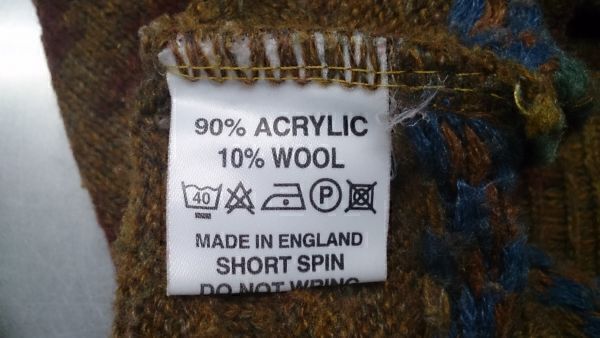 90% ACRYLIC
10% WOOL
40 P
MADE IN ENGLAND
SHORT SPIN
DO NOT WRING